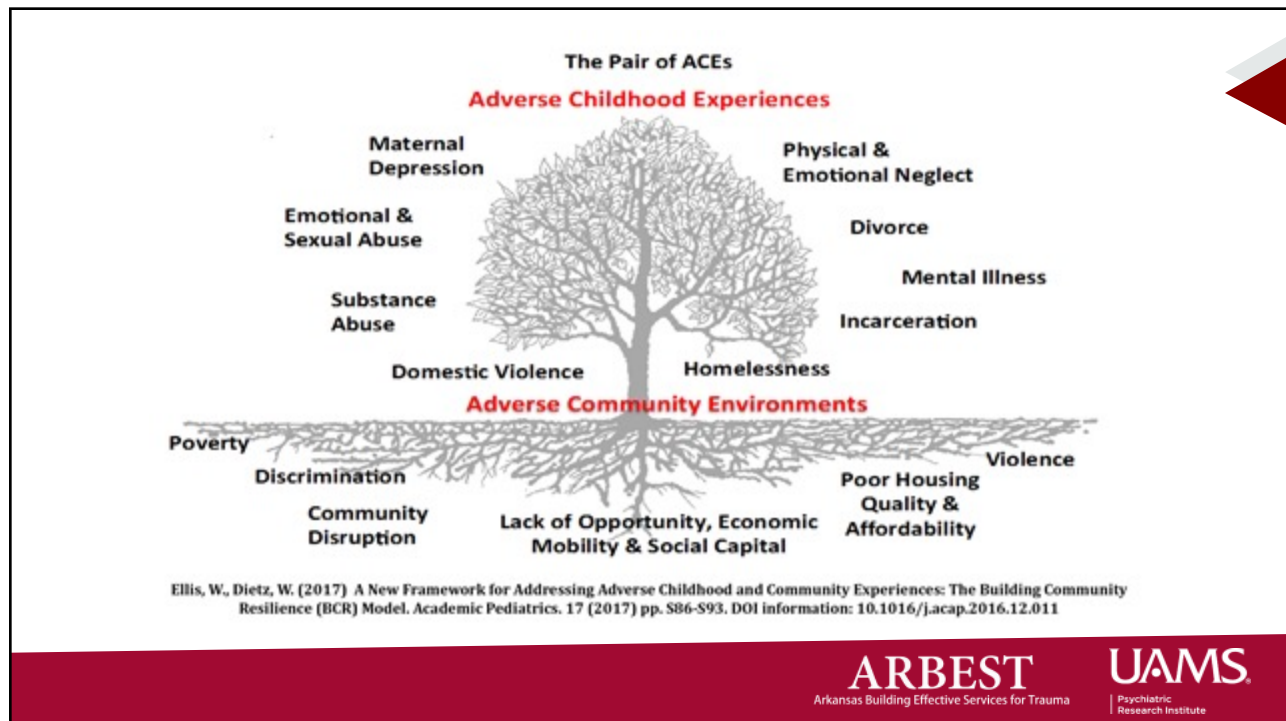 The Pair of ACEs
Adverse Childhood Experiences
Maternal
Depression
Physical &
Emotional Neglect
Emotional &
Sexual Abuse
Divorce
Mental Illness
Substance
Abuse
Incarceration
Domestic Violence
Homelessness
Adverse Community Environments
Poverty
Violence
Discrimination
Poor Housing
Quality &
Affordability
Community
Disruption
Lack of Opportunity, Economic
Mobility & Social Capital
Ellis, W., Dietz, W. (2017) A New Framework for Addressing Adverse Childhood and Community Experiences: The Building Community
Resilience (BCR) Model. Academic Pediatrics. 17 (2017) pp. S86-S93. DOI information: 10.1016/j.acap.2016.12.011
ARBEST
Arkansas Building Effective Services for Trauma
UAMS®
Psychiatric
Research Institute